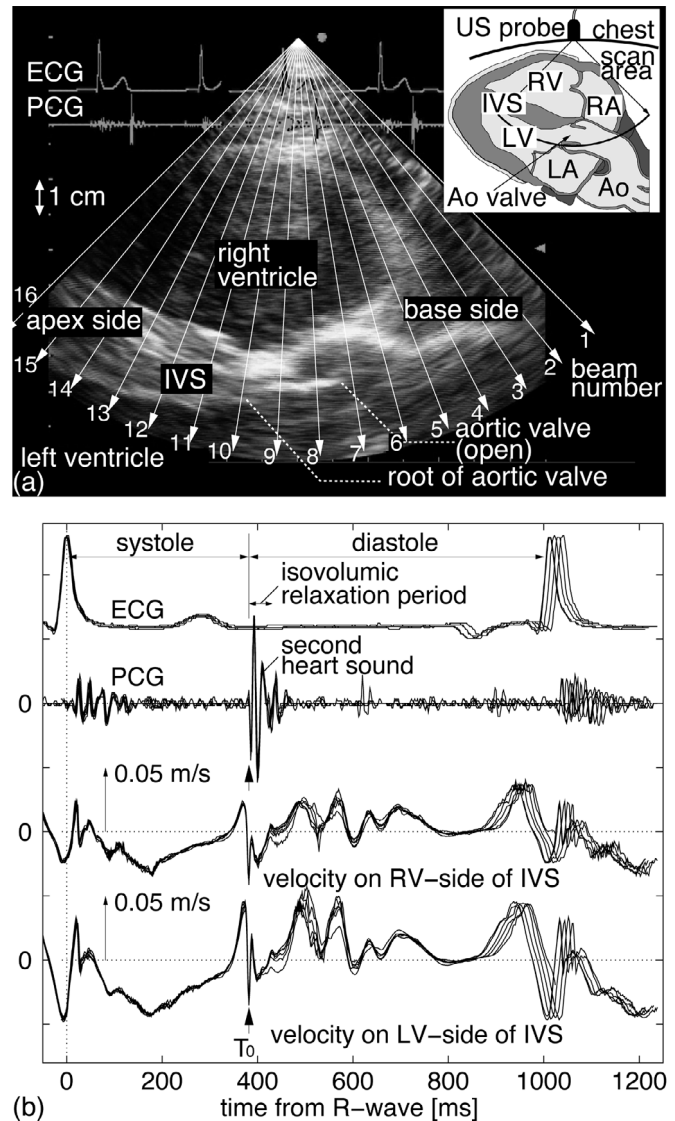 ECG
PCG
1 cm
US probe
chest
scan
area
RV
IVS
RA
LV
LA
Ao
Ao valve
right
ventricle
16
apex side
base side
1
15
IVS
2
beam
number
14
3
13
4
12
5
aortic valve
(open)
11
10
9
8
7
6
left ventricle
root of aortic valve
(a)
systole
diastole
isovolumic
relaxation period
ECG
second
heart sound
PCG
0
0.05 m/s
0
velocity on RV-side of IVS
0.05 m/s
0
velocity on LV-side of IVS
T0
0 200 400 600 800 1000 1200
(b)
time from R-wave [ms]